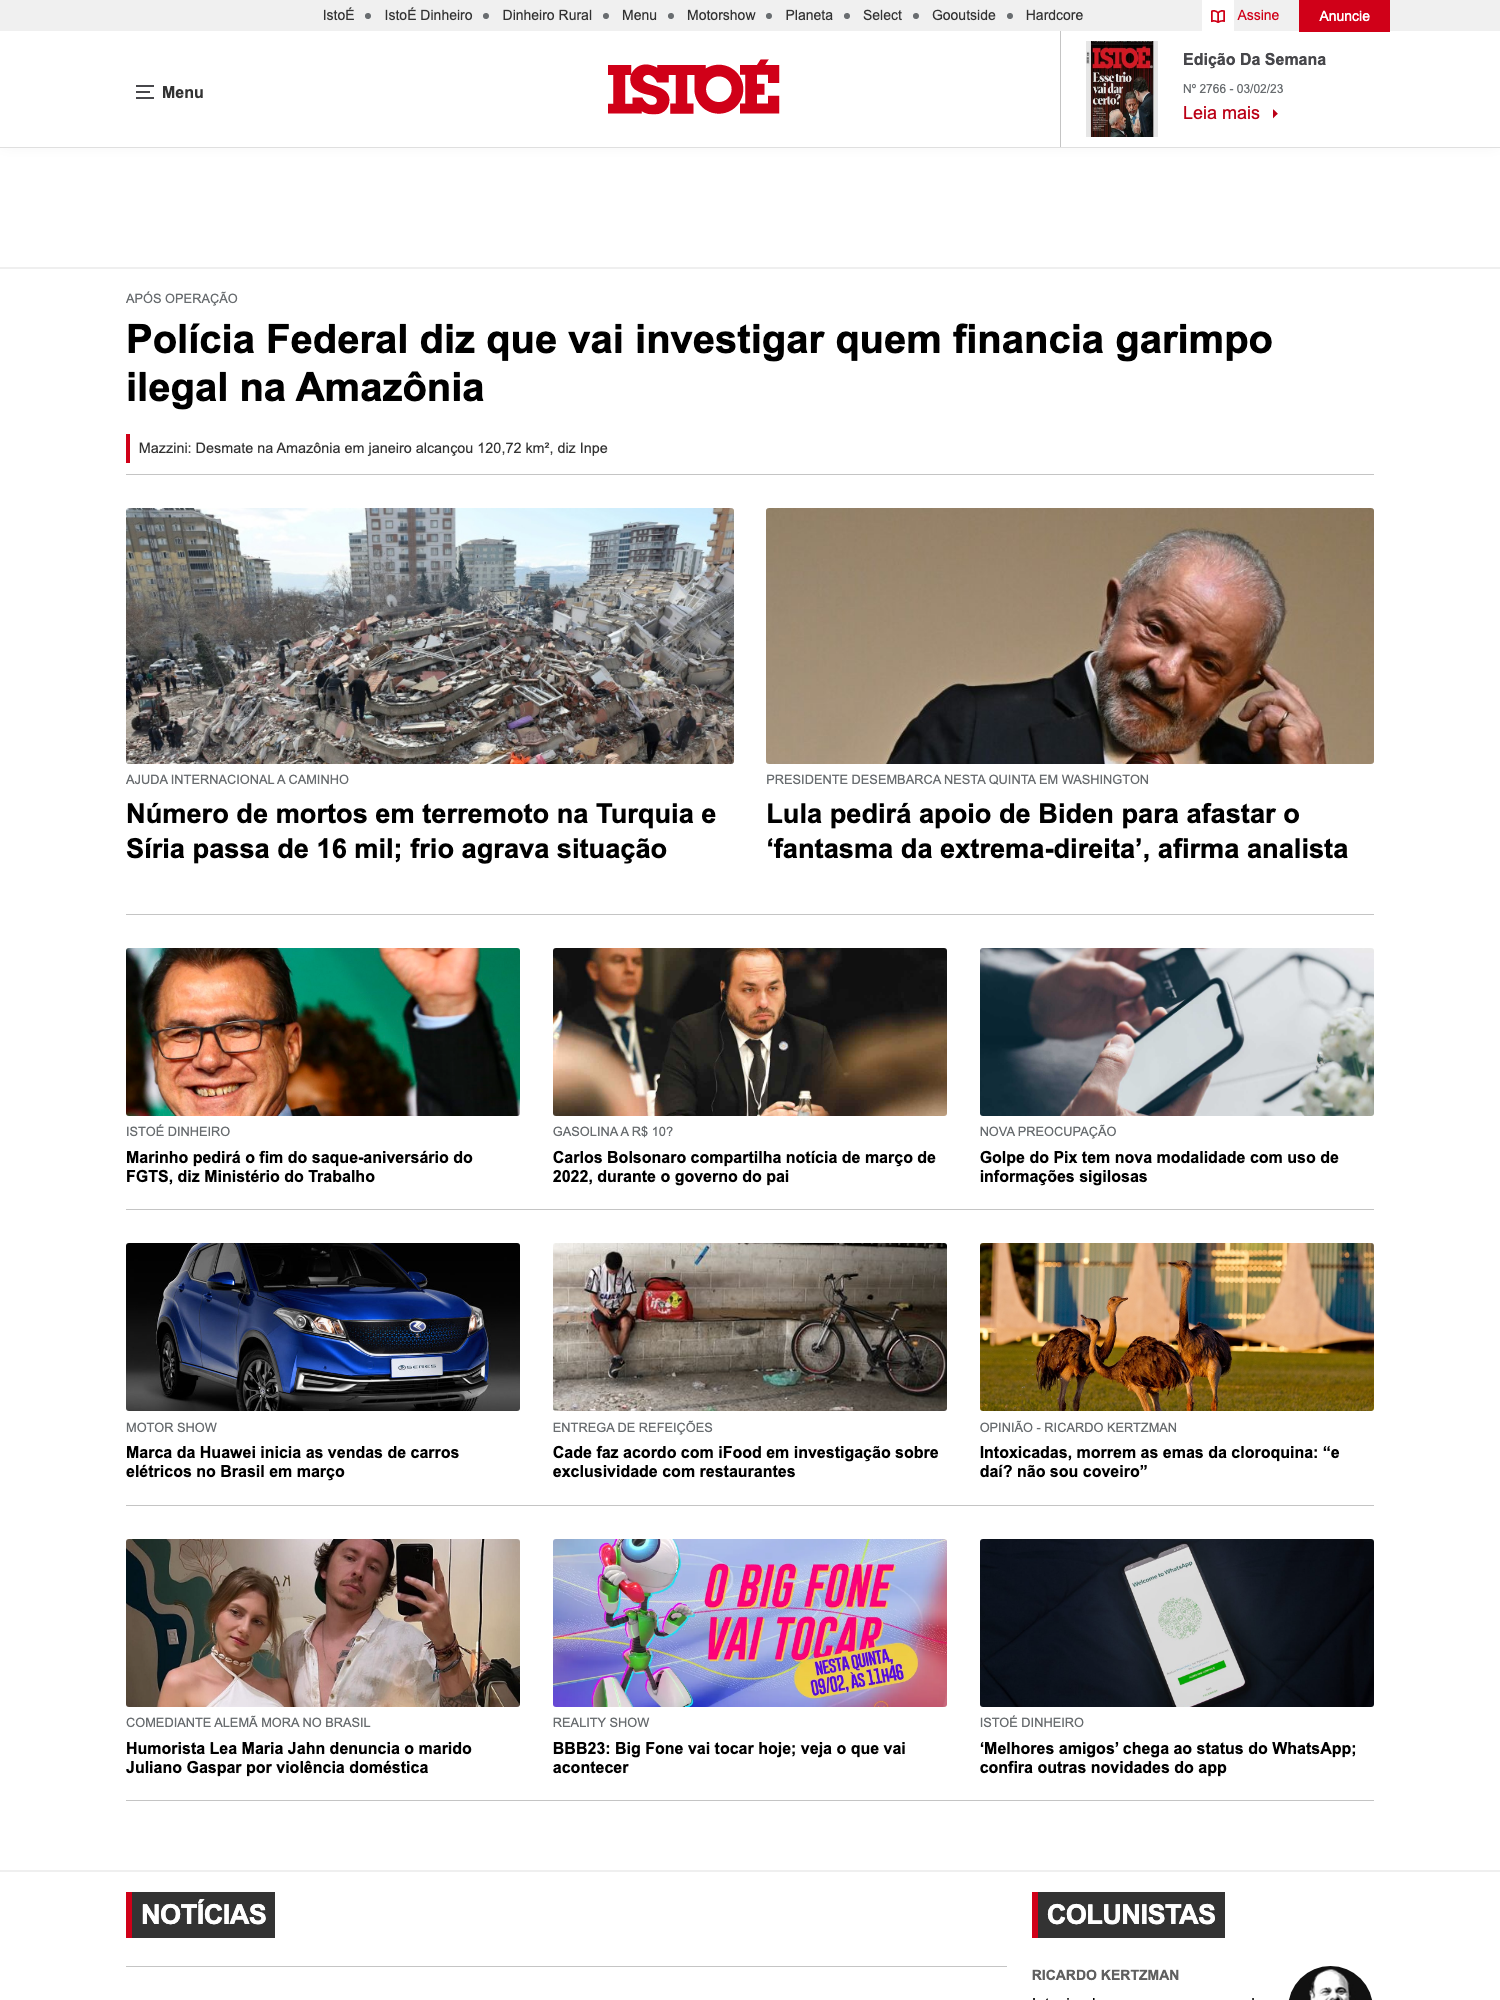 IstoÉ • IstoÉ Dinheiro • Dinheiro Rural • Menu • Motorshow • Planeta • Select • Gooutside • Hardcore
Assine
Anuncie
Menu
ISTOÉ
ISTOÉ
Esse trio
vai dar
certo?
Edição Da Semana
Nº 2766 - 03/02/23
Leia mais
APÓS OPERAÇÃO
Polícia Federal diz que vai investigar quem financia garimpo
ilegal na Amazônia
Mazzini: Desmate na Amazônia em janeiro alcançou 120,72 km², diz Inpe
AJUDA INTERNACIONAL A CAMINHO
Número de mortos em terremoto na Turquia e
Síria passa de 16 mil; frio agrava situação
PRESIDENTE DESEMBARCA NESTA QUINTA EM WASHINGTON
Lula pedirá apoio de Biden para afastar o
‘fantasma da extrema-direita’, afirma analista
ISTOÉ DINHEIRO
Marinho pedirá o fim do saque-aniversário do
FGTS, diz Ministério do Trabalho
GASOLINA A R$ 10?
Carlos Bolsonaro compartilha notícia de março de
2022, durante o governo do pai
NOVA PREOCUPAÇÃO
Golpe do Pix tem nova modalidade com uso de
informações sigilosas
SERES
MOTOR SHOW
Marca da Huawei inicia as vendas de carros
elétricos no Brasil em março
ENTREGA DE REFEIÇÕES
Cade faz acordo com iFood em investigação sobre
exclusividade com restaurantes
OPINIÃO - RICARDO KERTZMAN
Intoxicadas, morrem as emas da cloroquina: “e
daí? não sou coveiro”
COMEDIANTE ALEMÃ MORA NO BRASIL
Humorista Lea Maria Jahn denuncia o marido
Juliano Gaspar por violência doméstica
O BIG FONE
VAI TOCAR
NESTA QUINTA,
09/02, ÀS 11H46
REALITY SHOW
BBB23: Big Fone vai tocar hoje; veja o que vai
acontecer
Welcome to WhatsApp
ISTOÉ DINHEIRO
‘Melhores amigos’ chega ao status do WhatsApp;
confira outras novidades do app
NOTÍCIAS
COLUNISTAS
RICARDO KERTZMAN